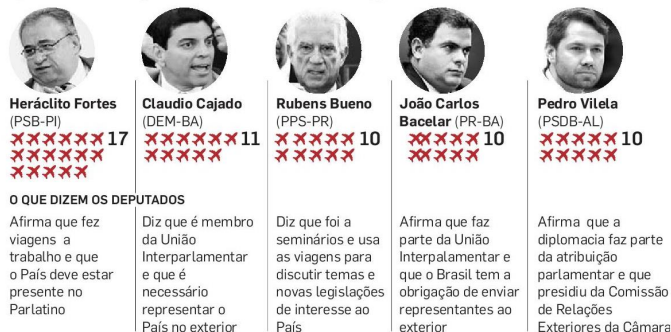 Heráclito Fortes
(PSB-PI)
17
Claudio Cajado
(DEM-BA)
11
Rubens Bueno
(PPS-PR)
10
João Carlos
Bacelar (PR-BA)
10
Pedro Vilela
(PSDB-AL)
10
O QUE DIZEM OS DEPUTADOS
Afirma que fez
viagens a
trabalho e que
o País deve estar
presente no
Parlatino
Diz que é membro
da União
Interparlamentar
e que é
necessário
representar o
País no exterior
Diz que foi a
seminários e usa
as viagens para
discutir temas e
novas legislações
de interesse ao
País
Afirma que faz
parte da União
Interpalamentar e
que o Brasil tem a
obrigação de enviar
representantes ao
exterior
Afirma que a
diplomacia faz parte
da atribuição
parlamentar e que
presidiu da Comissão
de Relações
Exteriores da Câmara